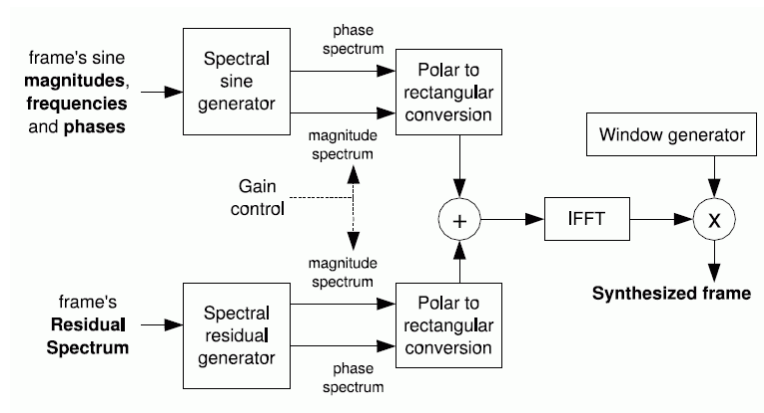 frame's sine
magnitudes,
frequencies
and phases
Spectral
sine
generator
phase
spectrum
magnitude
spectrum
Polar to
rectangular
conversion
Gain
control
Window generator
+
IFFT
X
Synthesized frame
frame's
Residual
Spectrum
Spectral
residual
generator
magnitude
spectrum
phase
spectrum
Polar to
rectangular
conversion